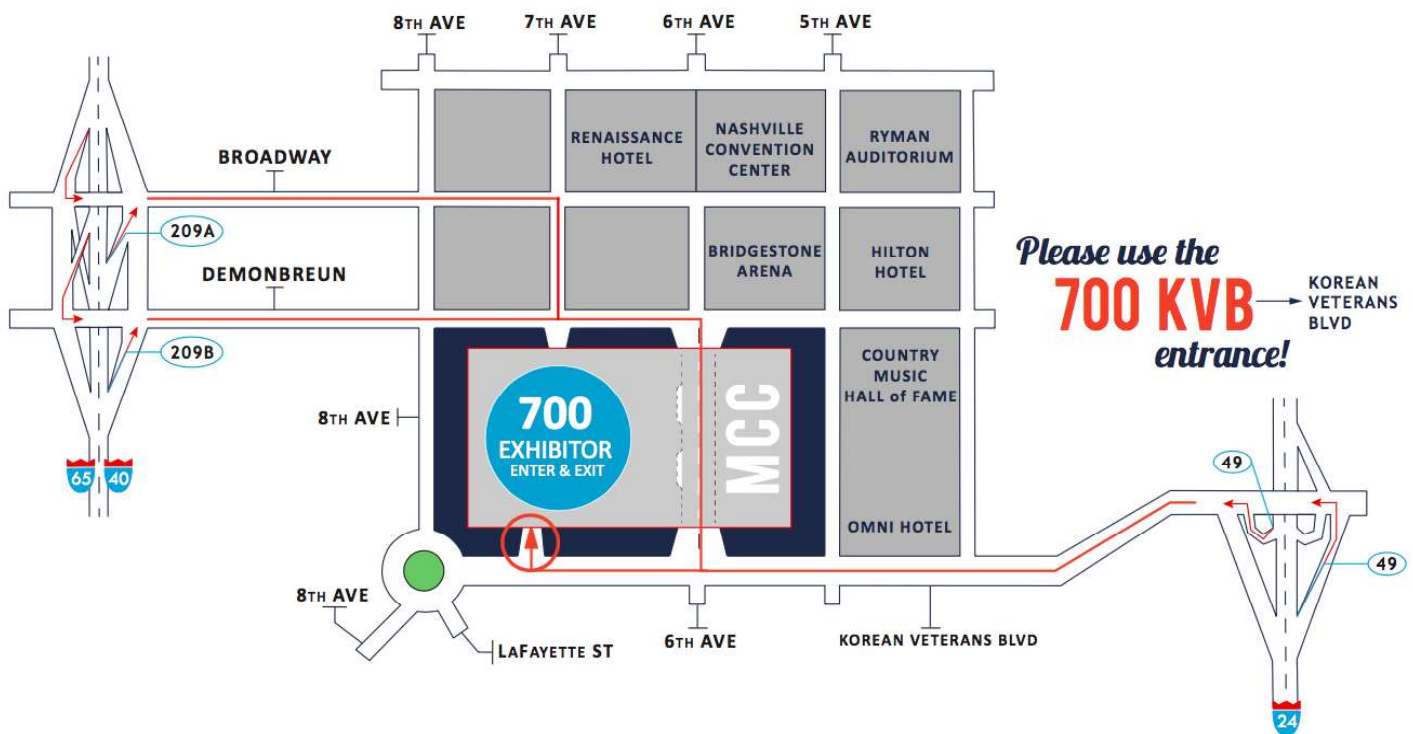 8TH AVE
7TH AVE
6TH AVE
5TH AVE
BROADWAY
RENAISSANCE
HOTEL
NASHVILLE
CONVENTION
CENTER
RYMAN
AUDITORIUM
209A
DEMONBREUN
BRIDGESTONE
ARENA
HILTON
HOTEL
Please use the
700 KVB
KOREAN
VETERANS
BLVD
entrance!
209B
8TH AVE
700
EXHIBITOR
ENTER & EXIT
MCC
COUNTRY
MUSIC
HALL of FAME
OMNI HOTEL
65
40
49
49
8TH AVE
LAFAYETTE ST
6TH AVE
KOREAN VETERANS BLVD
24